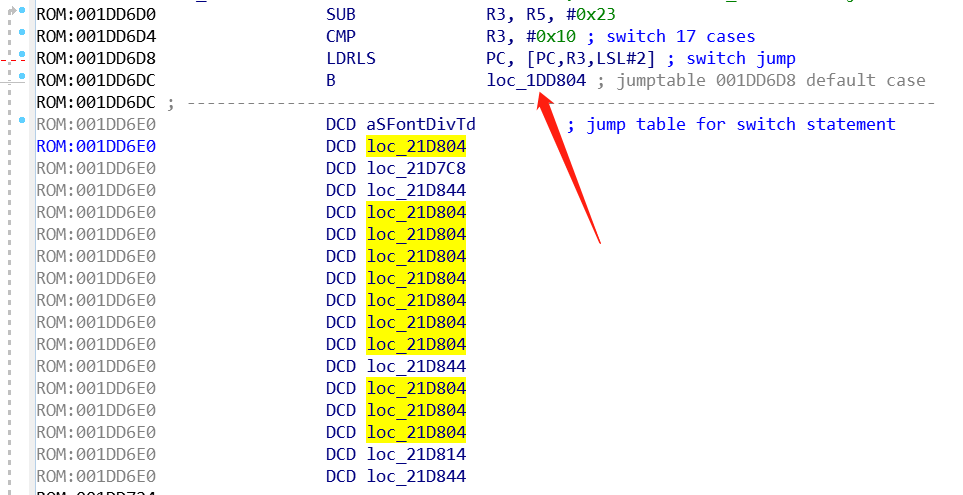 ROM:001DD6D0 SUB R3, R5, #0x23
ROM:001DD6D4 CMP R3, #0x10 ; switch 17 cases
ROM:001DD6D8 LDRLS PC, [PC,R3,LSL#2] ; switch jump
ROM:001DD6DC B loc_1DD804 ; jumptable 001DD6D8 default case
ROM:001DD6DC ; ---------------------------------------------------------------------------
ROM:001DD6E0 DCD aSFontDivTd ; jump table for switch statement
ROM:001DD6E0 DCD loc_21D804
ROM:001DD6E0 DCD loc_21D7C8
ROM:001DD6E0 DCD loc_21D844
ROM:001DD6E0 DCD loc_21D804
ROM:001DD6E0 DCD loc_21D804
ROM:001DD6E0 DCD loc_21D804
ROM:001DD6E0 DCD loc_21D804
ROM:001DD6E0 DCD loc_21D804
ROM:001DD6E0 DCD loc_21D804
ROM:001DD6E0 DCD loc_21D804
ROM:001DD6E0 DCD loc_21D844
ROM:001DD6E0 DCD loc_21D804
ROM:001DD6E0 DCD loc_21D804
ROM:001DD6E0 DCD loc_21D804
ROM:001DD6E0 DCD loc_21D814
ROM:001DD6E0 DCD loc_21D844